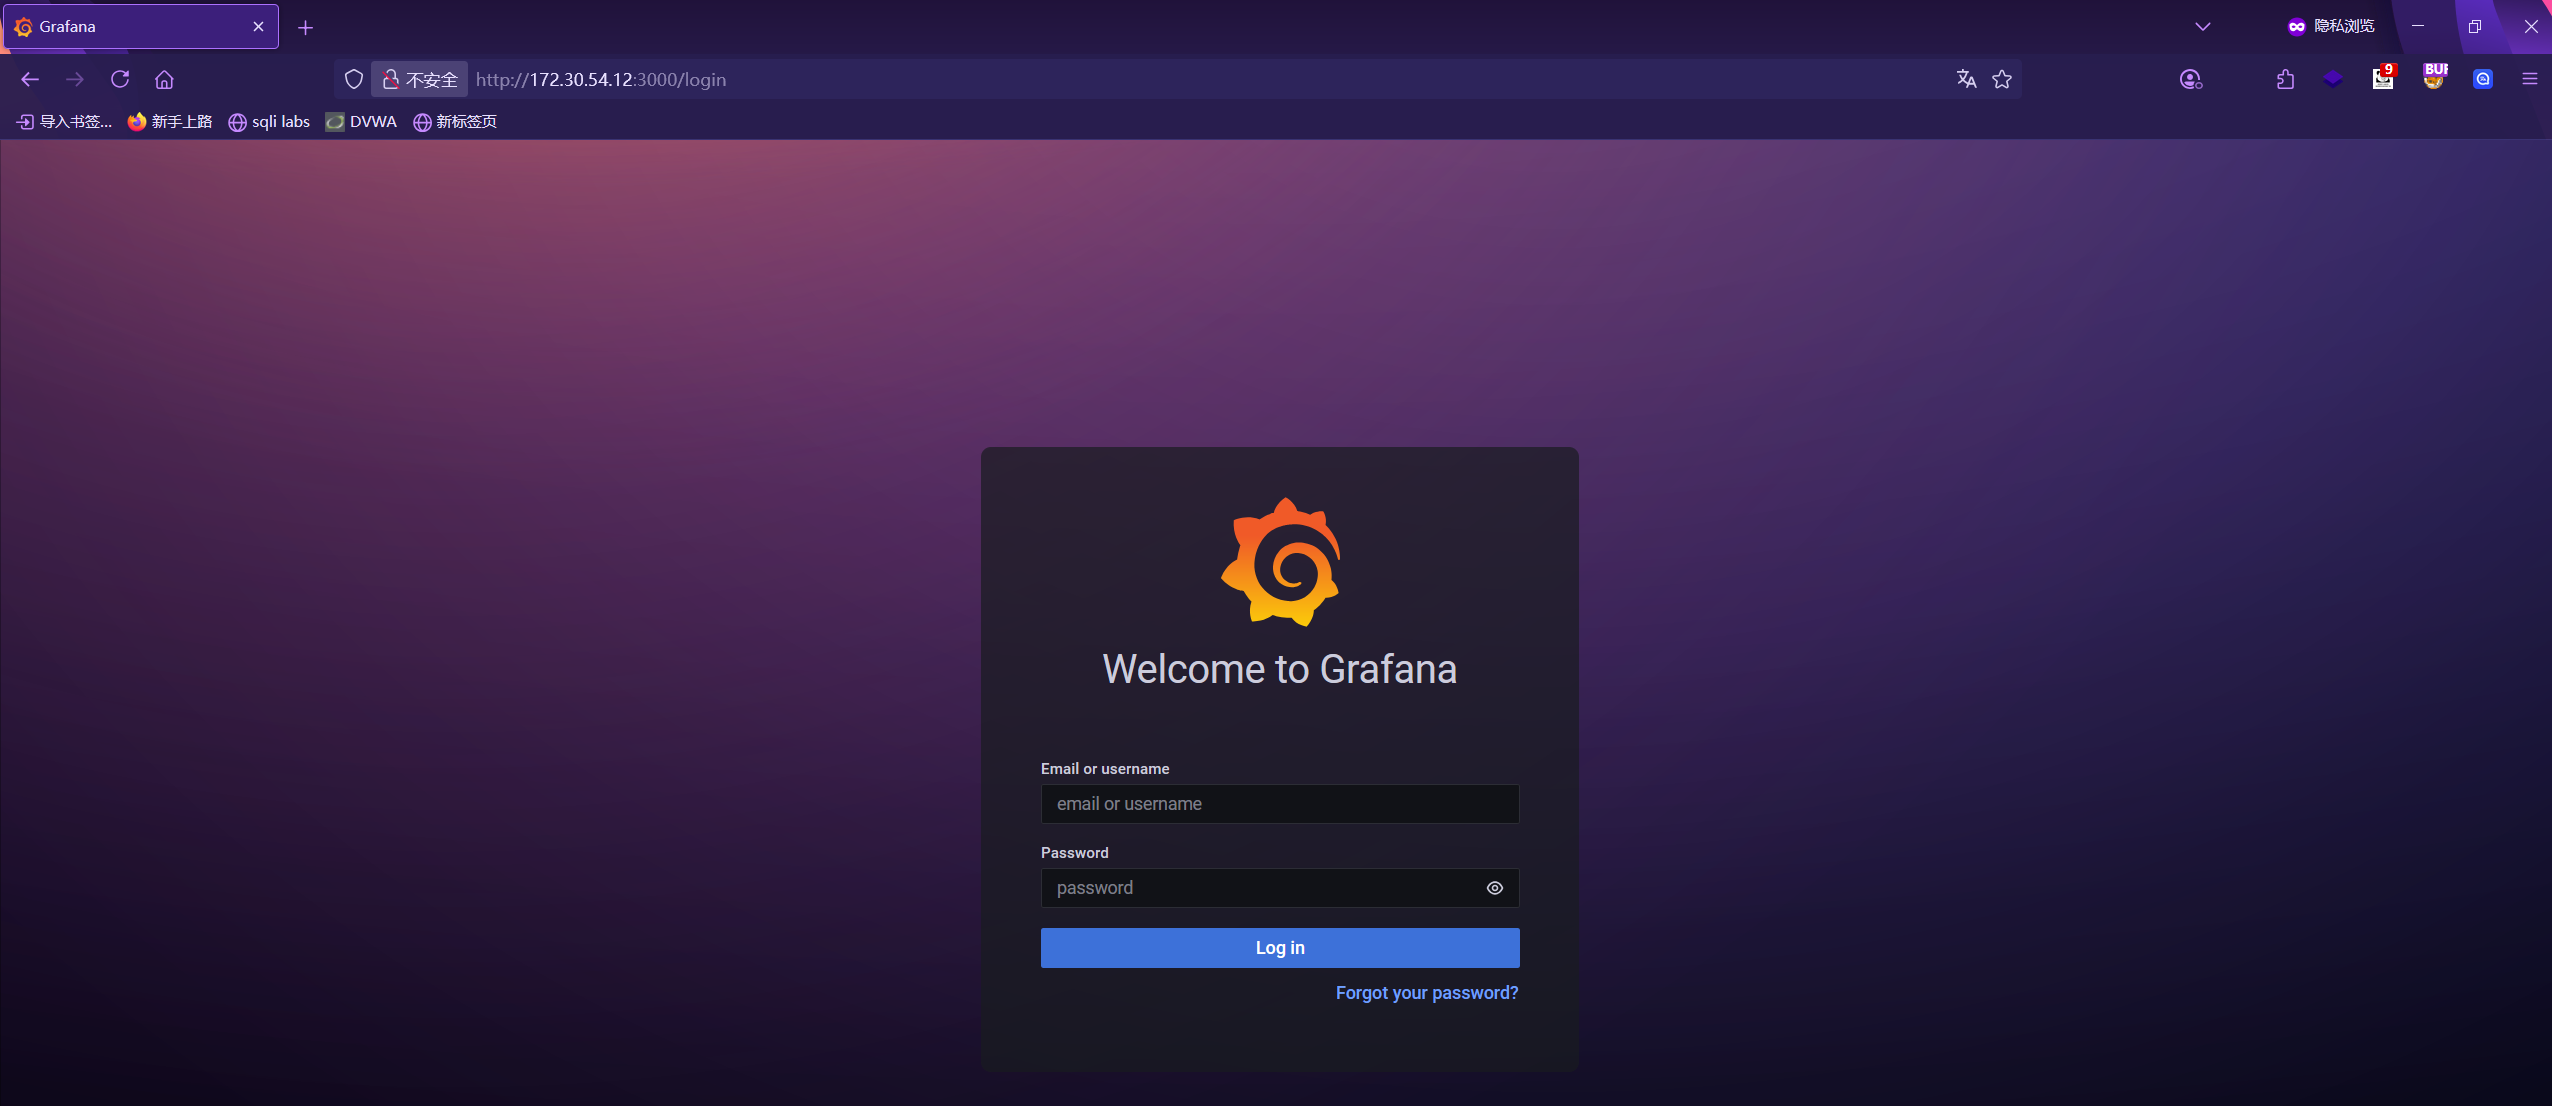 Grafana
隐私浏览
不安全 http://172.30.54.12:3000/login
9
BUR
导入书签... 新手上路 sqli labs DVWA 新标签页
Welcome to Grafana
Email or username
email or username
Password
password
Log in
Forgot your password?